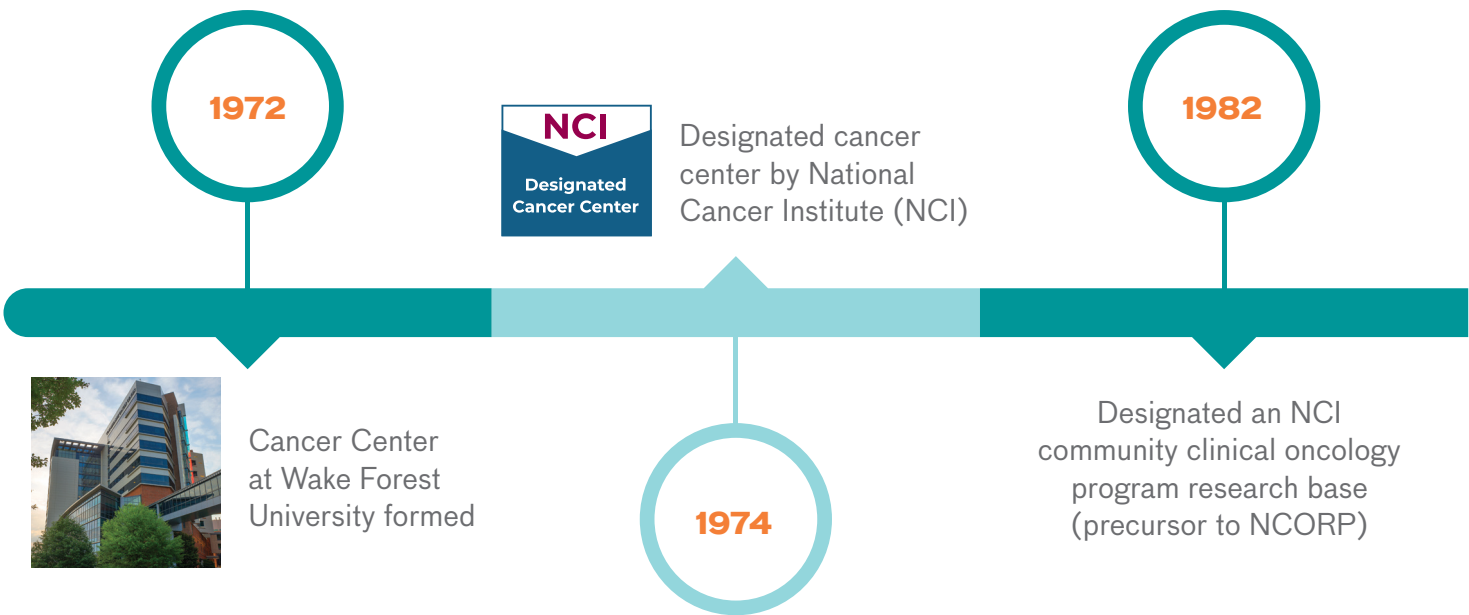 1972
Cancer Center
at Wake Forest
University formed
NCI
Designated
Cancer Center
Designated cancer
center by National
Cancer Institute (NCI)
1974
1982
Designated an NCI
community clinical oncology
program research base
(precursor to NCORP)